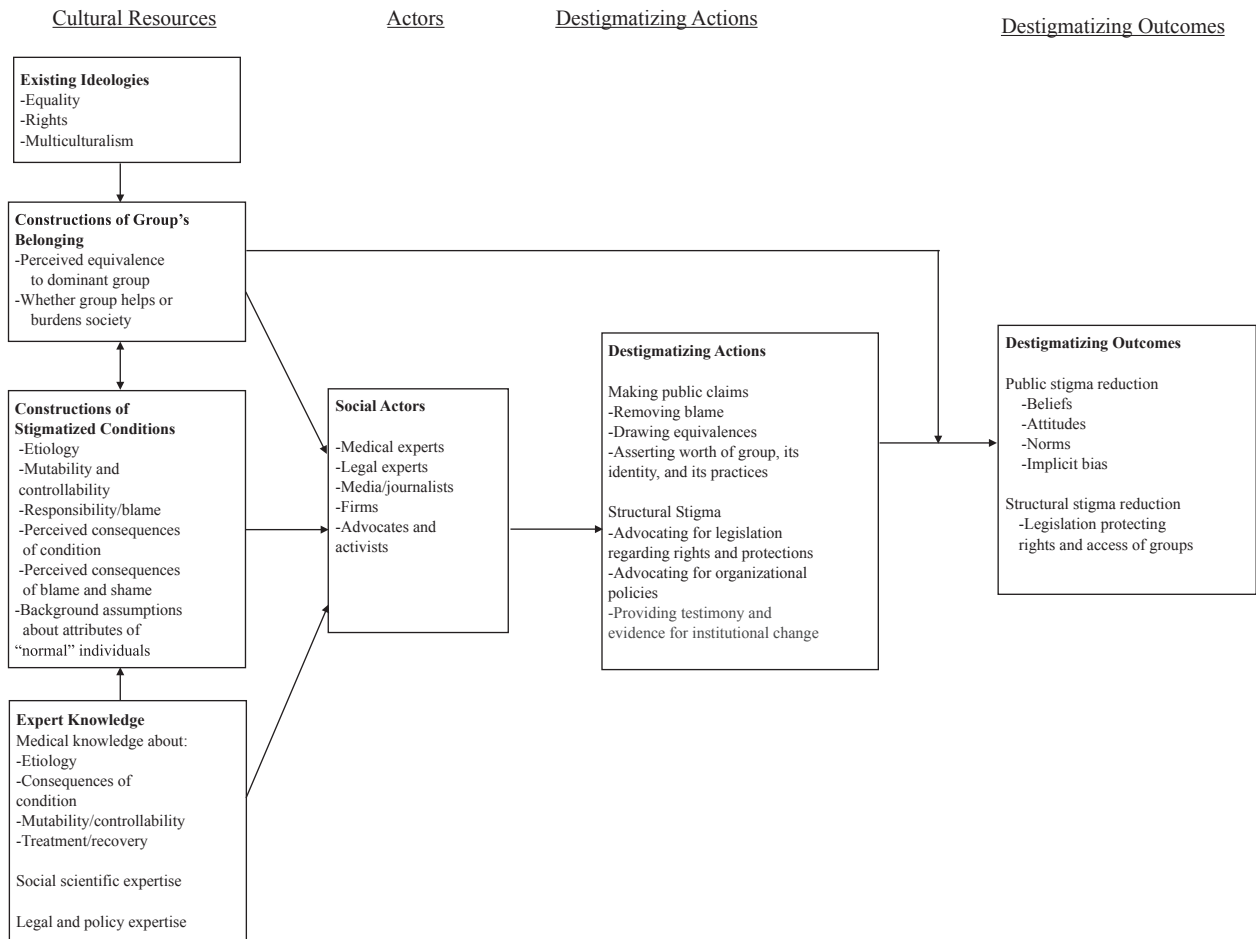 Cultural Resources
Actors
Destigmatizing Actions
Destigmatizing Outcomes
Existing Ideologies
-Equality
-Rights
-Multiculturalism
Constructions of Group's
Belonging
-Perceived equivalence
to dominant group
-Whether group helps or
burdens society
Constructions of
Stigmatized Conditions
-Etiology
-Mutability and
controllability
-Responsibility/blame
-Perceived consequences
of condition
-Perceived consequences
of blame and shame
-Background assumptions
about attributes of
“normal” individuals
Expert Knowledge
Medical knowledge about:
-Etiology
-Consequences of
condition
-Mutability/controllability
-Treatment/recovery
Social scientific expertise
Legal and policy expertise
Social Actors
-Medical experts
-Legal experts
-Media/journalists
-Firms
-Advocates and
activists
Destigmatizing Actions
Making public claims
-Removing blame
-Drawing equivalences
-Asserting worth of group, its
identity, and its practices
Structural Stigma
-Advocating for legislation
regarding rights and protections
-Advocating for organizational
policies
-Providing testimony and
evidence for institutional change
Destigmatizing Outcomes
Public stigma reduction
-Beliefs
-Attitudes
-Norms
-Implicit bias
Structural stigma reduction
-Legislation protecting
rights and access of groups